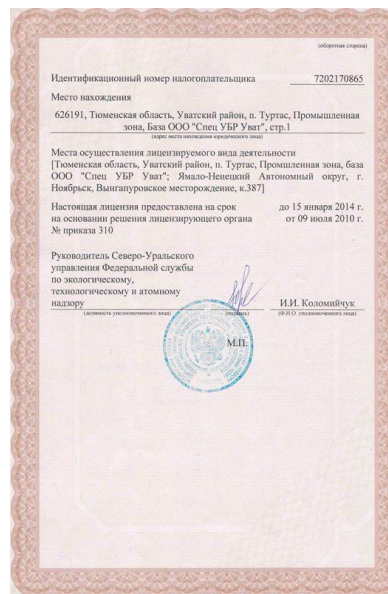 (оборотная сторона)
Идентификационный номер налогоплательщика 7202170865
Место нахождения
626191, Тюменская область, Уватский район, п. Туртас, Промышленная
зона, База ООО "Спец УБР Уват", стр.1
(адрес места нахождения юридического лица)
Места осуществления лицензируемого вида деятельности
[Тюменская область, Уватский район, п. Туртас, Промшленная зона, база
ООО "Спец УБР Уват"; Ямало-Ненецкий Автономный округ, г.
Ноябрьск, Вынгапуровское месторождение, к.387]
Настоящая лицензия предоставлена на срок до 15 января 2014 г.
на основании решения лицензирующего органа от 09 июля 2010 г.
№ приказа 310
Руководитель Северо-Уральского
управления Федеральной службы
по экологическому,
технологическому и атомному
надзору И.И. Коломийчук
(должность уполномоченного лица) (подпись) (Ф.И.О. уполномоченного лица)
М.П.